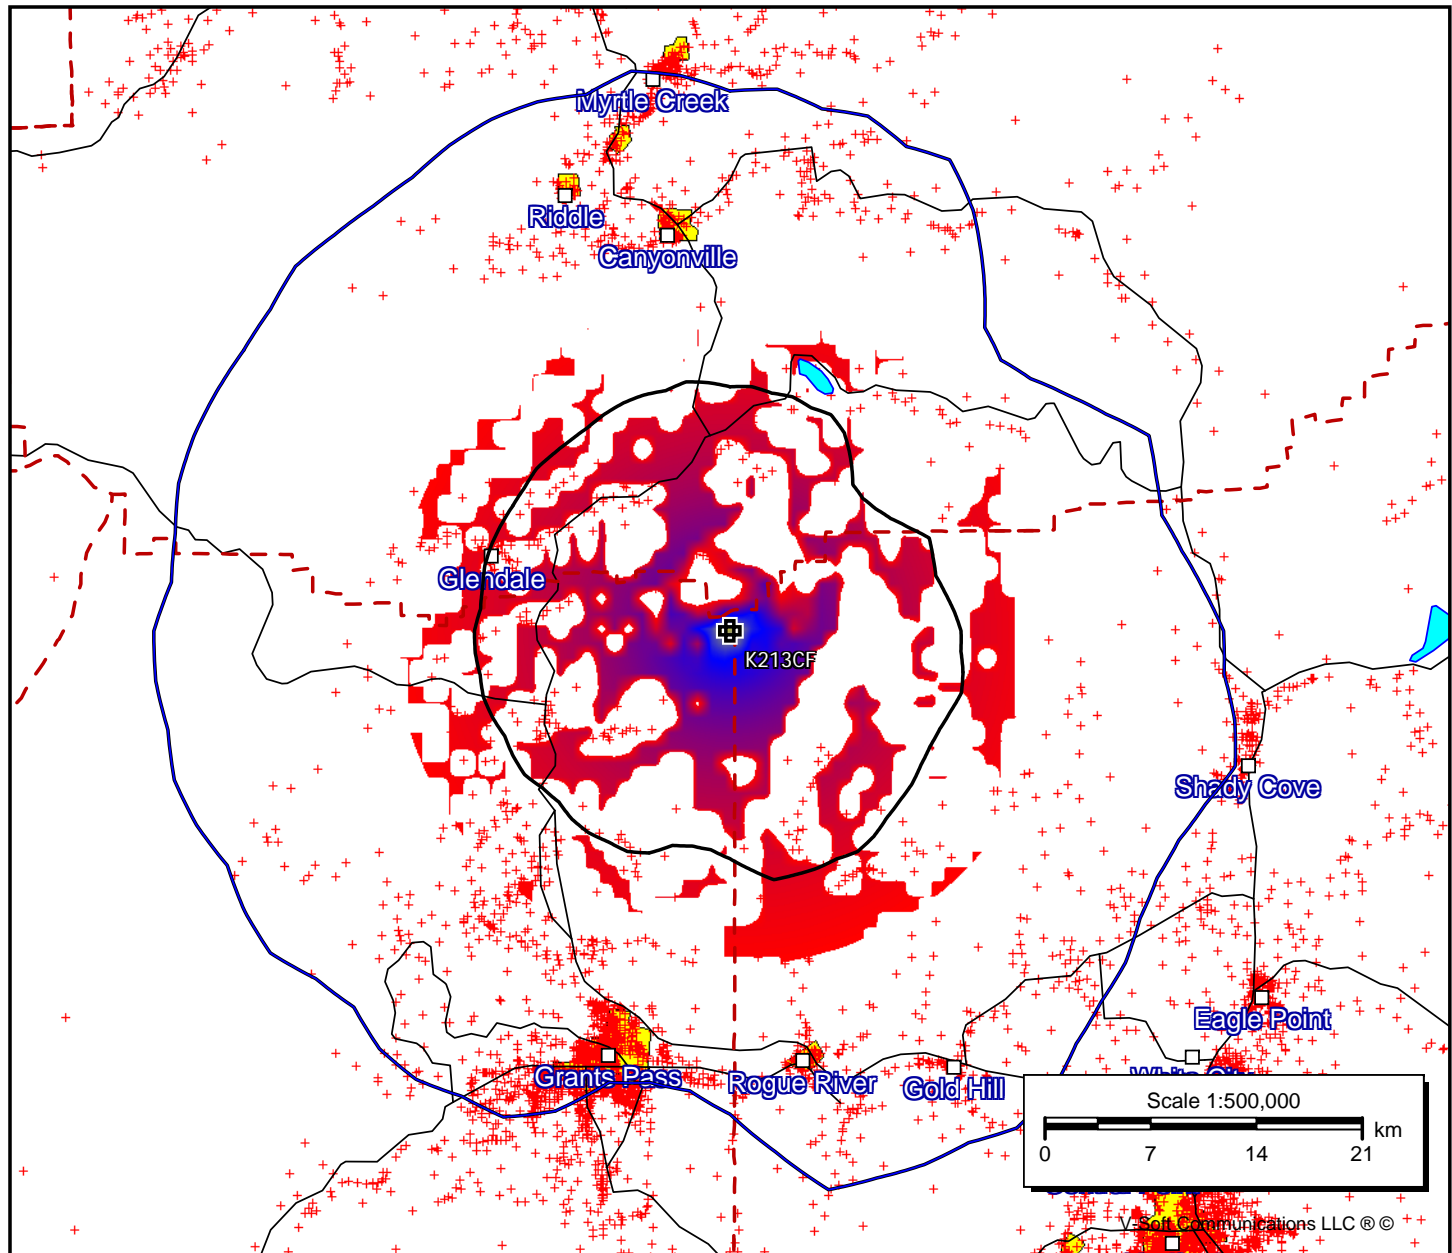 Myrtle Creek
Riddle
Canyonville
Glendale
K213CF
Shady Cove
Eagle Point
Grants Pass
Rogue River
Gold Hill
Scale 1:500,000
km
0 7 14 21
V-Soft Communications LLC ® ©